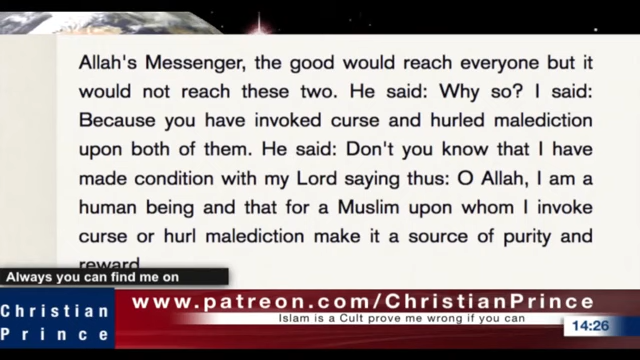 Allah's Messenger, the good would reach everyone but it
would not reach these two. He said: Why so? I said:
Because you have invoked curse and hurled malediction
upon both of them. He said: Don't you know that I have
made condition with my Lord saying thus: O Allah, I am a
human being and that for a Muslim upon whom I invoke
curse or hurl malediction make it a source of purity and
reward
Always you can find me on
Christian
Prince
www.patreon.com/ChristianPrince
Islam is a Cult prove me wrong if you can
14:26